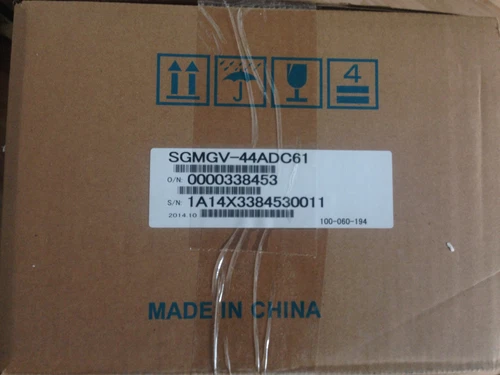 4
SGMGV-44ADC61
O/N: 0000338453
S/N: 1A14X3384530011
2014.10
100-060-194
MADE IN CHINA